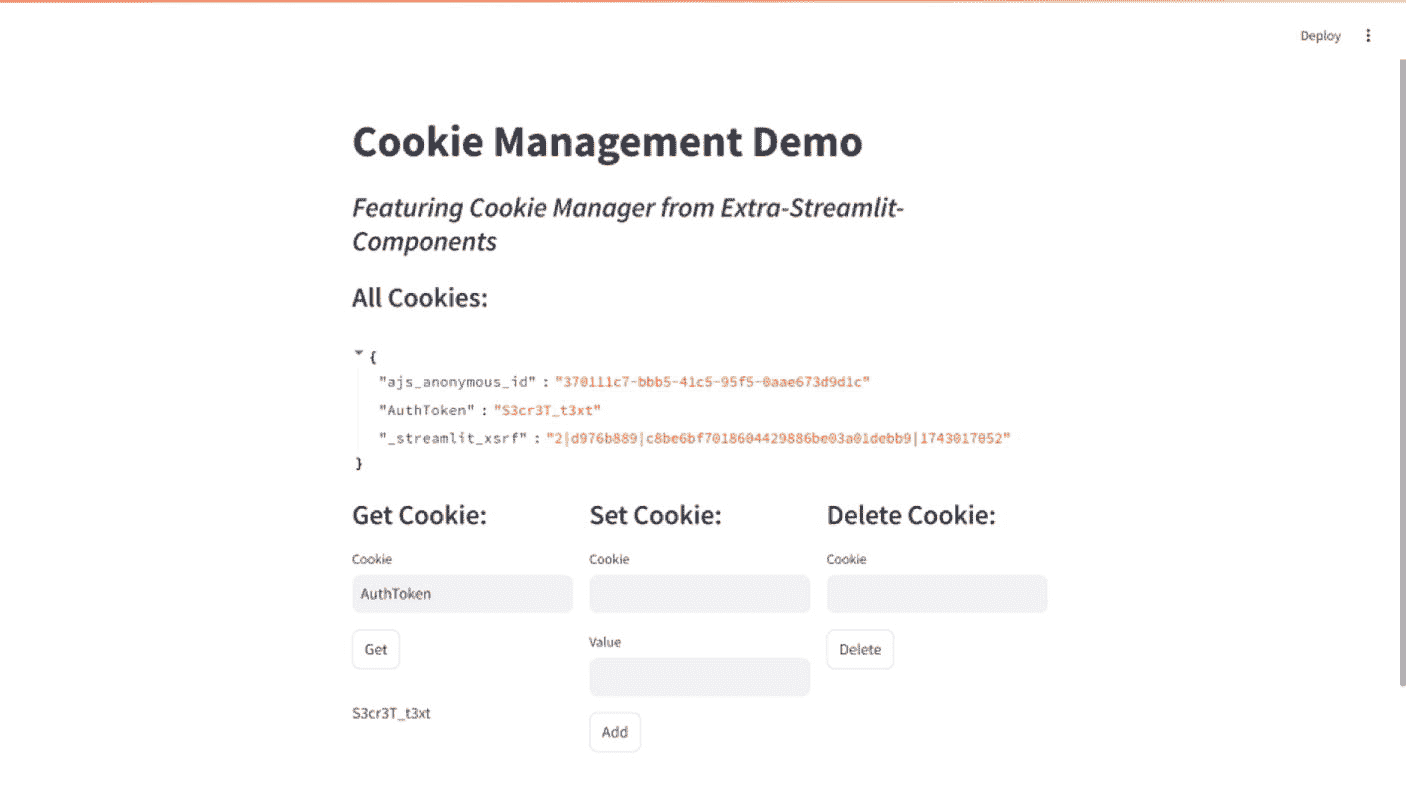 Deploy
Cookie Management Demo
Featuring Cookie Manager from Extra-Streamlit-
Components
All Cookies:
{
"ajs_anonymous_id" : "370111c7-bbb5-41c5-95f5-0aae673d9d1c"
"AuthToken" : "S3cr3T_t3xt"
"_streamlit_xsrf" : "2|d976b889|c8be6bf7018604429886be03a01debb9|1743017052"
}
Get Cookie:
Cookie
AuthToken
Get
S3cr3T_t3xt
Set Cookie:
Cookie
Value
Add
Delete Cookie:
Cookie
Delete